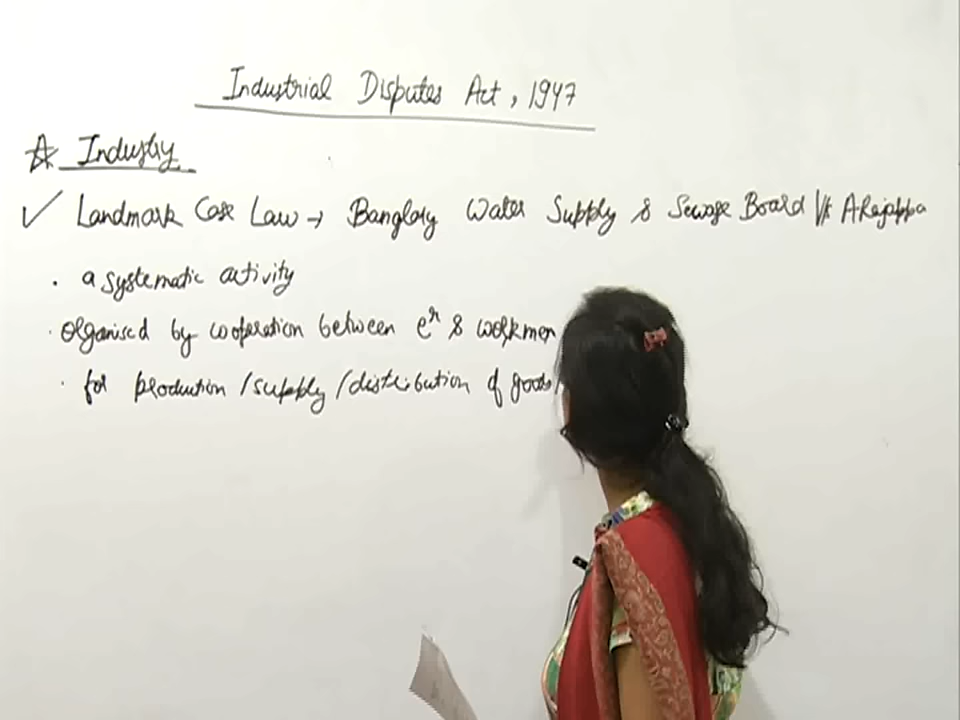 Industrial Disputes Act, 1947
☆ Industry
✓ Landmark Case Law → Banglory Water Supply & Sewage Board V/s A Rajappa
. a systematic activity
. Organised by cooperation between eʳ & workmen
. for production / supply / distribution of goods